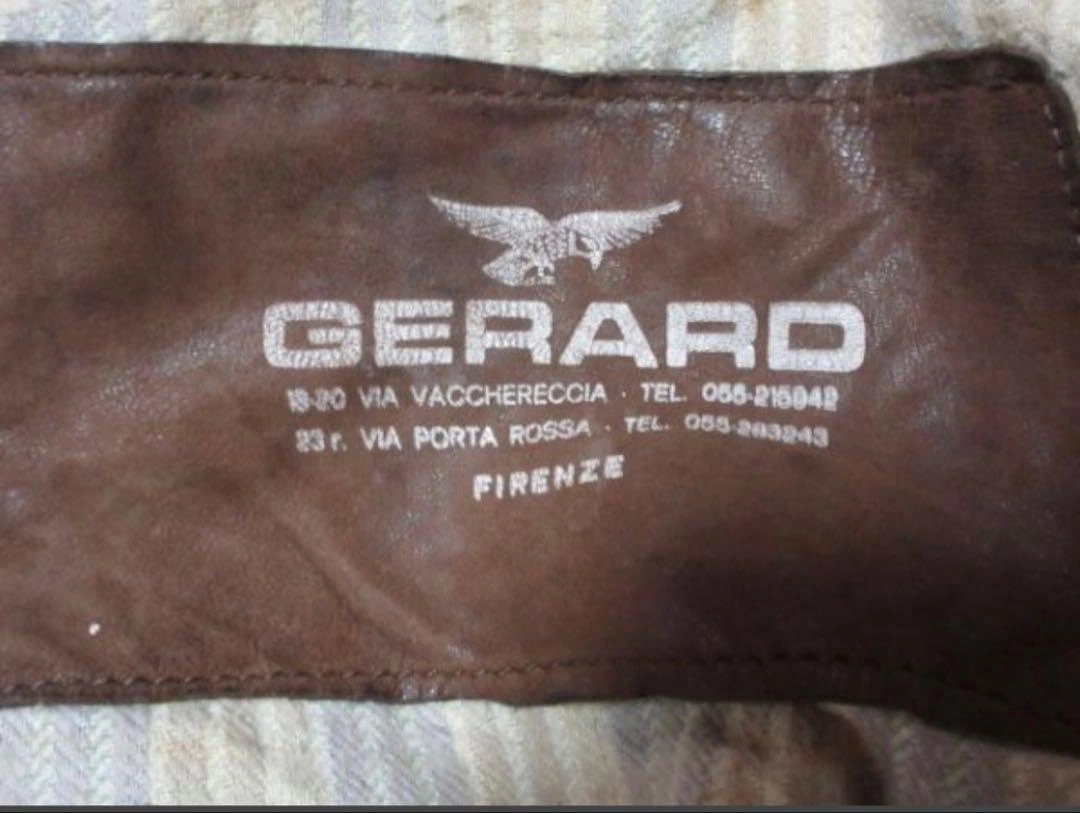 GERARD
18-20 VIA VACCHERECCIA · TEL. 055-215942
23 r. VIA PORTA ROSSA · TEL. 055-283243
FIRENZE